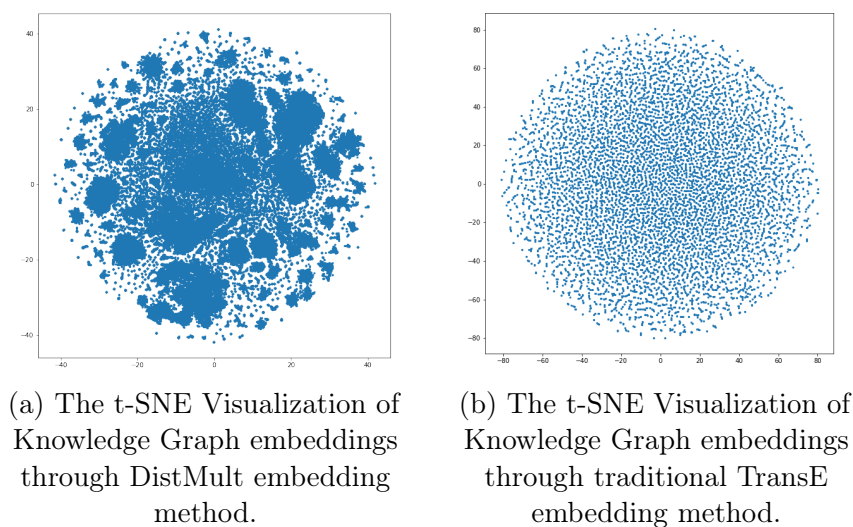 40
20
0
−20
−40
−40 −20 0 20 40
80
60
40
20
0
−20
−40
−60
−80
−80 −60 −40 −20 0 20 40 60 80
(a) The t-SNE Visualization of
Knowledge Graph embeddings
through DistMult embedding
method.
(b) The t-SNE Visualization of
Knowledge Graph embeddings
through traditional TransE
embedding method.